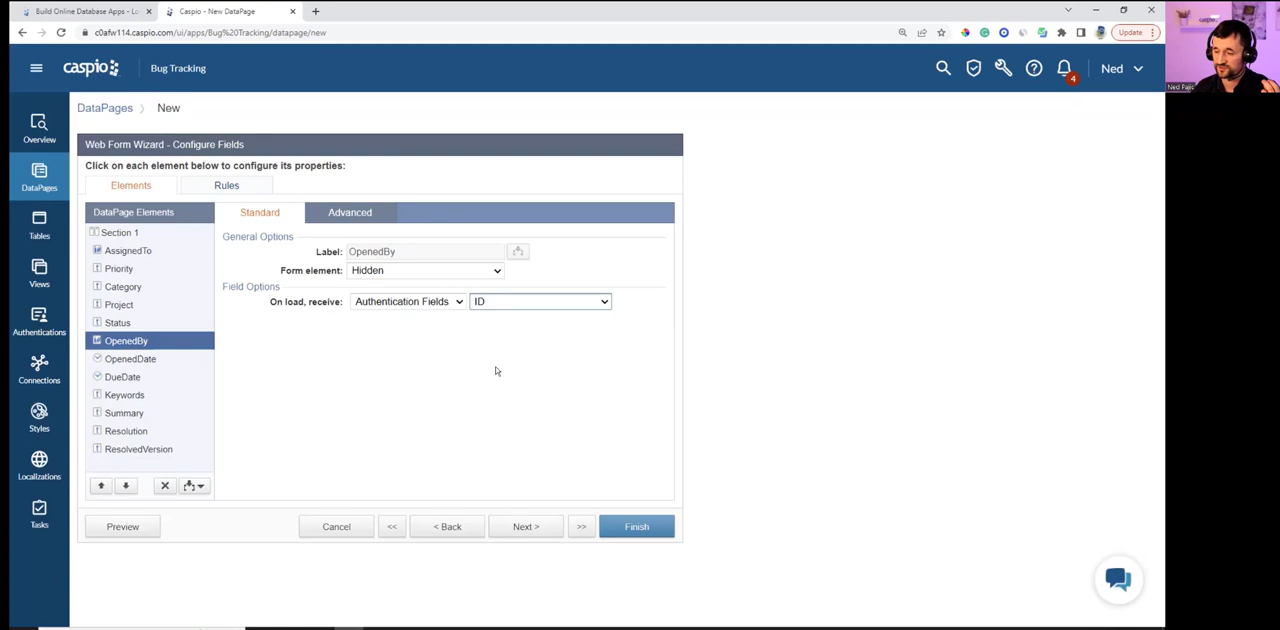 Build Online Database Apps - Lo
Caspio - New DataPage
c0afw114.caspio.com/ui/apps/Bug%20Tracking/datapage/new
Update
caspio
Bug Tracking
4
Ned
Ned Pajic
Overview
DataPages
Tables
Views
Authentications
Connections
Styles
Localizations
Tasks
DataPages
New
Web Form Wizard - Configure Fields
Click on each element below to configure its properties:
Elements
Rules
DataPage Elements
Section 1
AssignedTo
Priority
Category
Project
Status
OpenedBy
OpenedDate
DueDate
Keywords
Summary
Resolution
ResolvedVersion
Standard
Advanced
General Options
Label: OpenedBy
Form element: Hidden
Field Options
On load, receive: Authentication Fields ID
Preview
Cancel
<<
< Back
Next >
>>
Finish